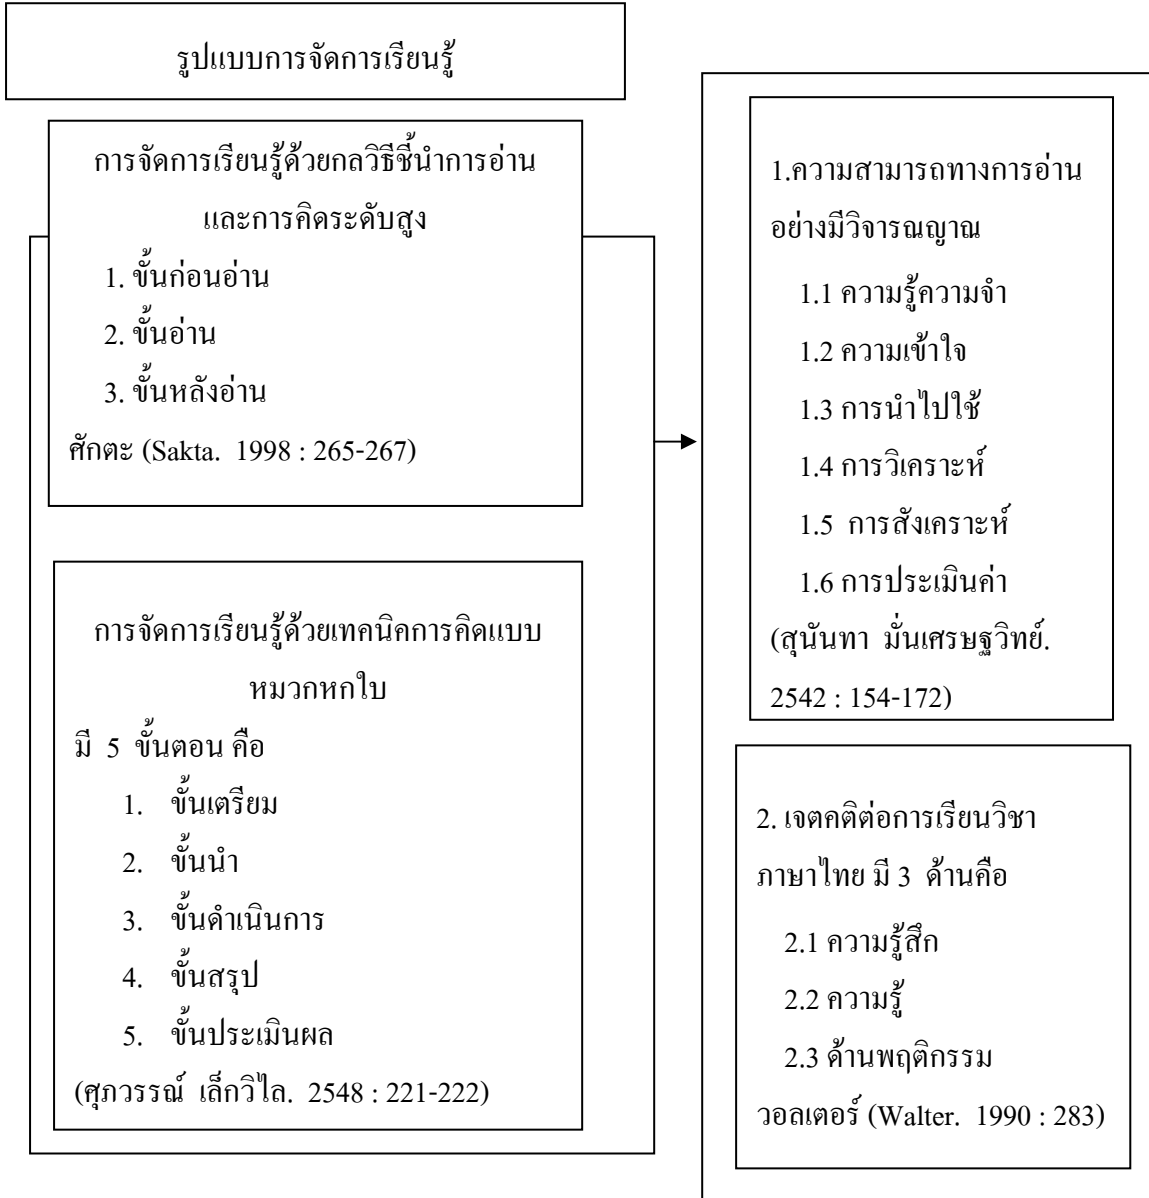 รูปแบบการจัดการเรียนรู้
การจัดการเรียนรู้ด้วยกลวิธีชี้นำการอ่าน
และการคิดระดับสูง
1. ขั้นก่อนอ่าน
2. ขั้นอ่าน
3. ขั้นหลังอ่าน
ศักตะ (Sakta. 1998 : 265-267)
การจัดการเรียนรู้ด้วยเทคนิคการคิดแบบ
หมวกหกใบ
มี 5 ขั้นตอน คือ
1. ขั้นเตรียม
2. ขั้นนำ
3. ขั้นดำเนินการ
4. ขั้นสรุป
5. ขั้นประเมินผล
(ศุภวรรณ์ เล็กวิไล. 2548 : 221-222)
1.ความสามารถทางการอ่าน
อย่างมีวิจารณญาณ
1.1 ความรู้ความจำ
1.2 ความเข้าใจ
1.3 การนำไปใช้
1.4 การวิเคราะห์
1.5 การสังเคราะห์
1.6 การประเมินค่า
(สุนันทา มั่นเศรษฐวิทย์.
2542 : 154-172)
2. เจตคติต่อการเรียนวิชา
ภาษาไทย มี 3 ด้านคือ
2.1 ความรู้สึก
2.2 ความรู้
2.3 ด้านพฤติกรรม
วอลเตอร์ (Walter. 1990 : 283)